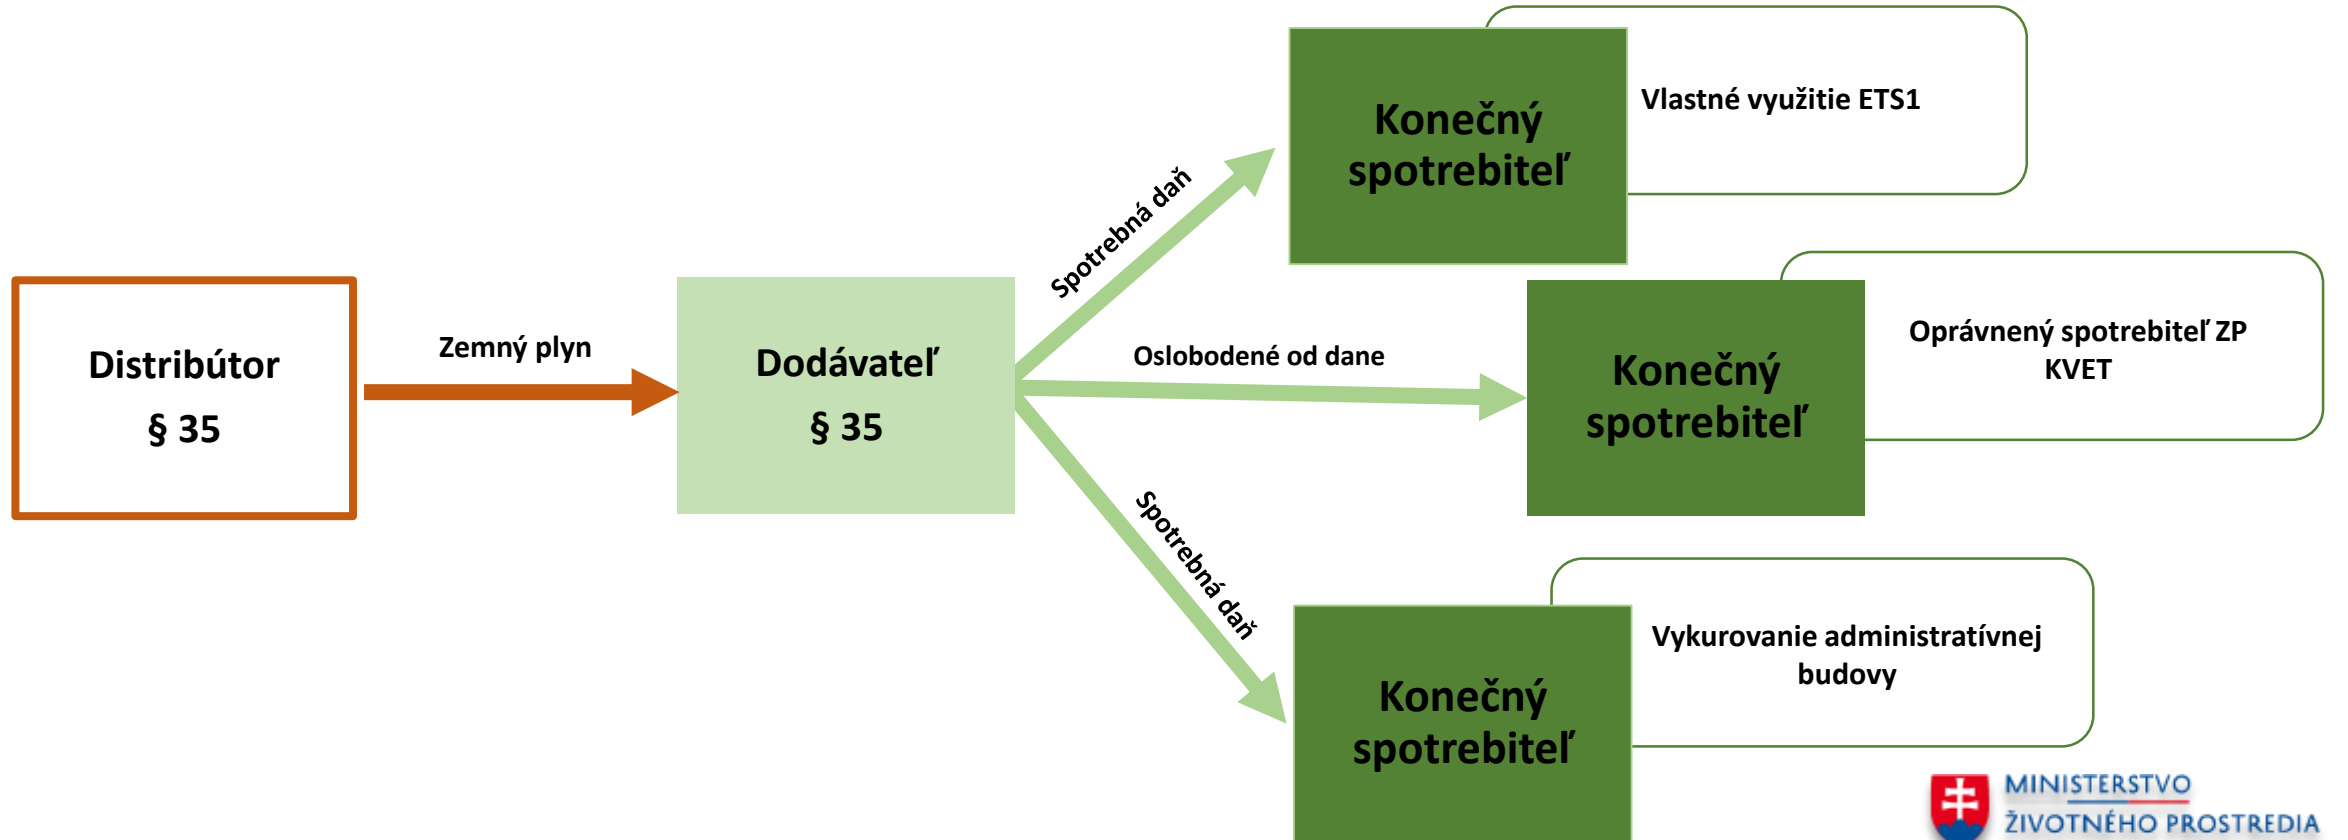 Distribútor
§ 35
Zemný plyn
Dodávateľ
§ 35
Spotrebná daň
Konečný
spotrebiteľ
Vlastné využitie ETS1
Oslobodené od dane
Konečný
spotrebiteľ
Oprávnený spotrebiteľ ZP
KVET
Spotrebná daň
Konečný
spotrebiteľ
Vykurovanie administratívnej
budovy
MINISTERSTVO
ŽIVOTNÉHO PROSTREDIA